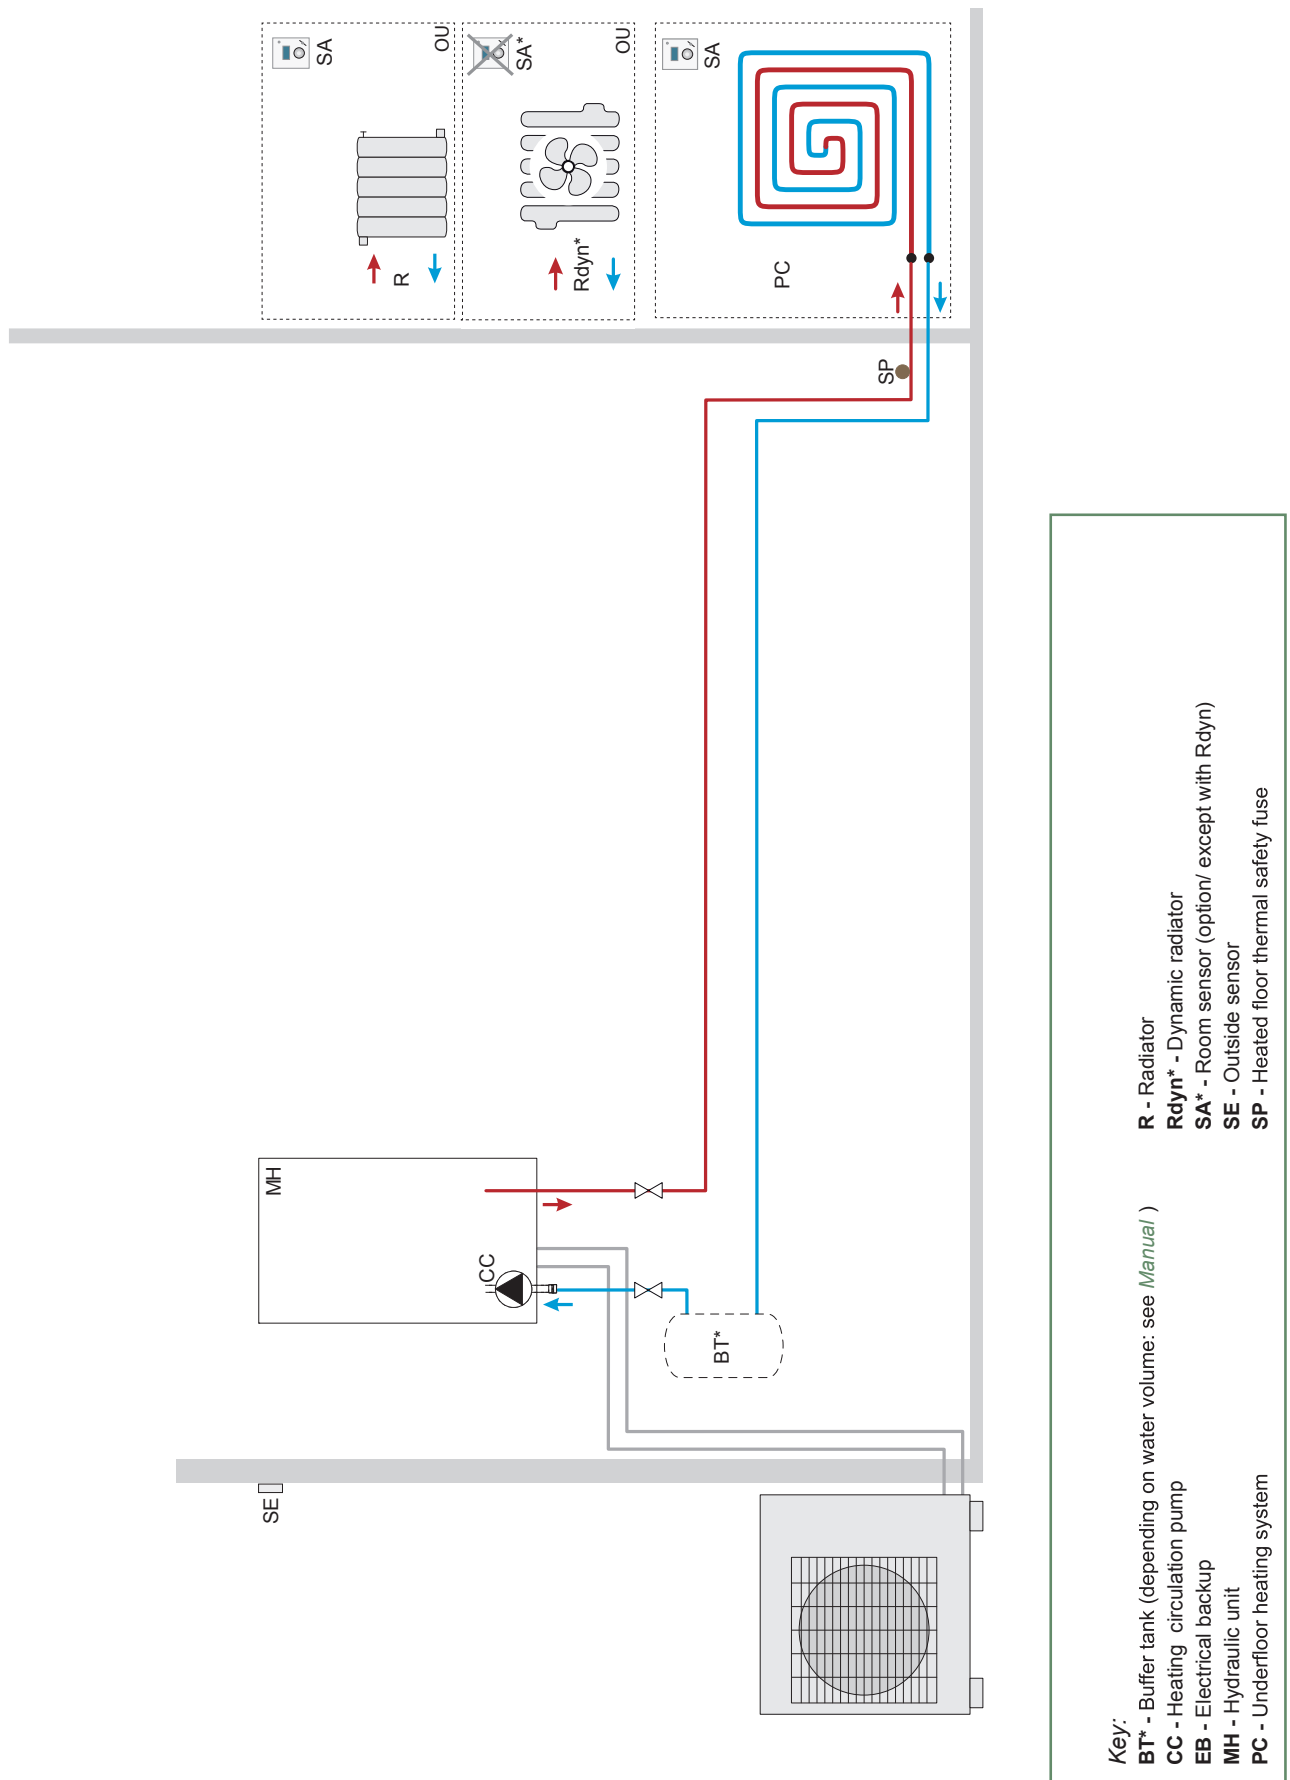 SE
MH
CC
BT*
SP
SA
R
OU
SA*
Rdyn*
OU
SA
PC
Key:
BT* - Buffer tank (depending on water volume: see Manual )
CC - Heating circulation pump
EB - Electrical backup
MH - Hydraulic unit
PC - Underfloor heating system
R - Radiator
Rdyn* - Dynamic radiator
SA* - Room sensor (option/ except with Rdyn)
SE - Outside sensor
SP - Heated floor thermal safety fuse